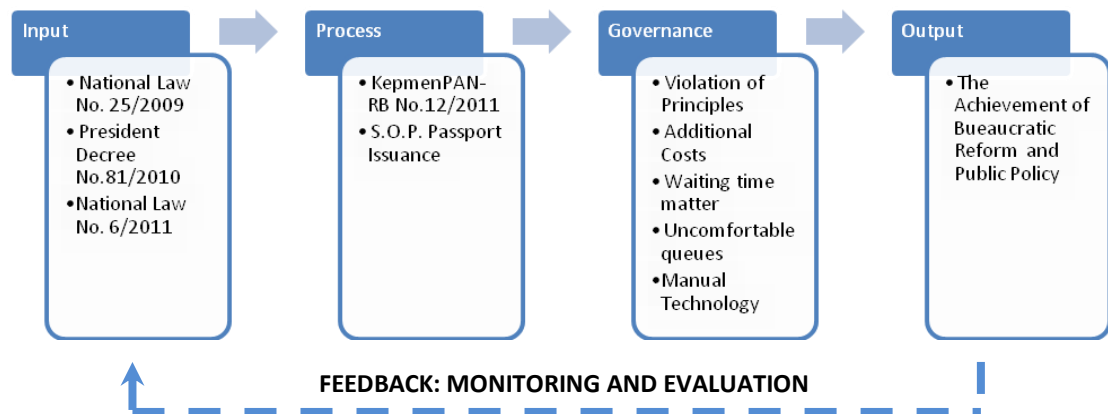 Input
• National Law
No. 25/2009
• President
Decree
No.81/2010
•National Law
No. 6/2011
Process
• KepmenPAN-
RB No.12/2011
• S.O.P. Passport
Issuance
Governance
• Violation of
Principles
• Additional
Costs
• Waiting time
matter
• Uncomfortable
queues
•Manual
Technology
Output
• The
Achievement of
Bueaucratic
Reform and
Public Policy
FEEDBACK: MONITORING AND EVALUATION